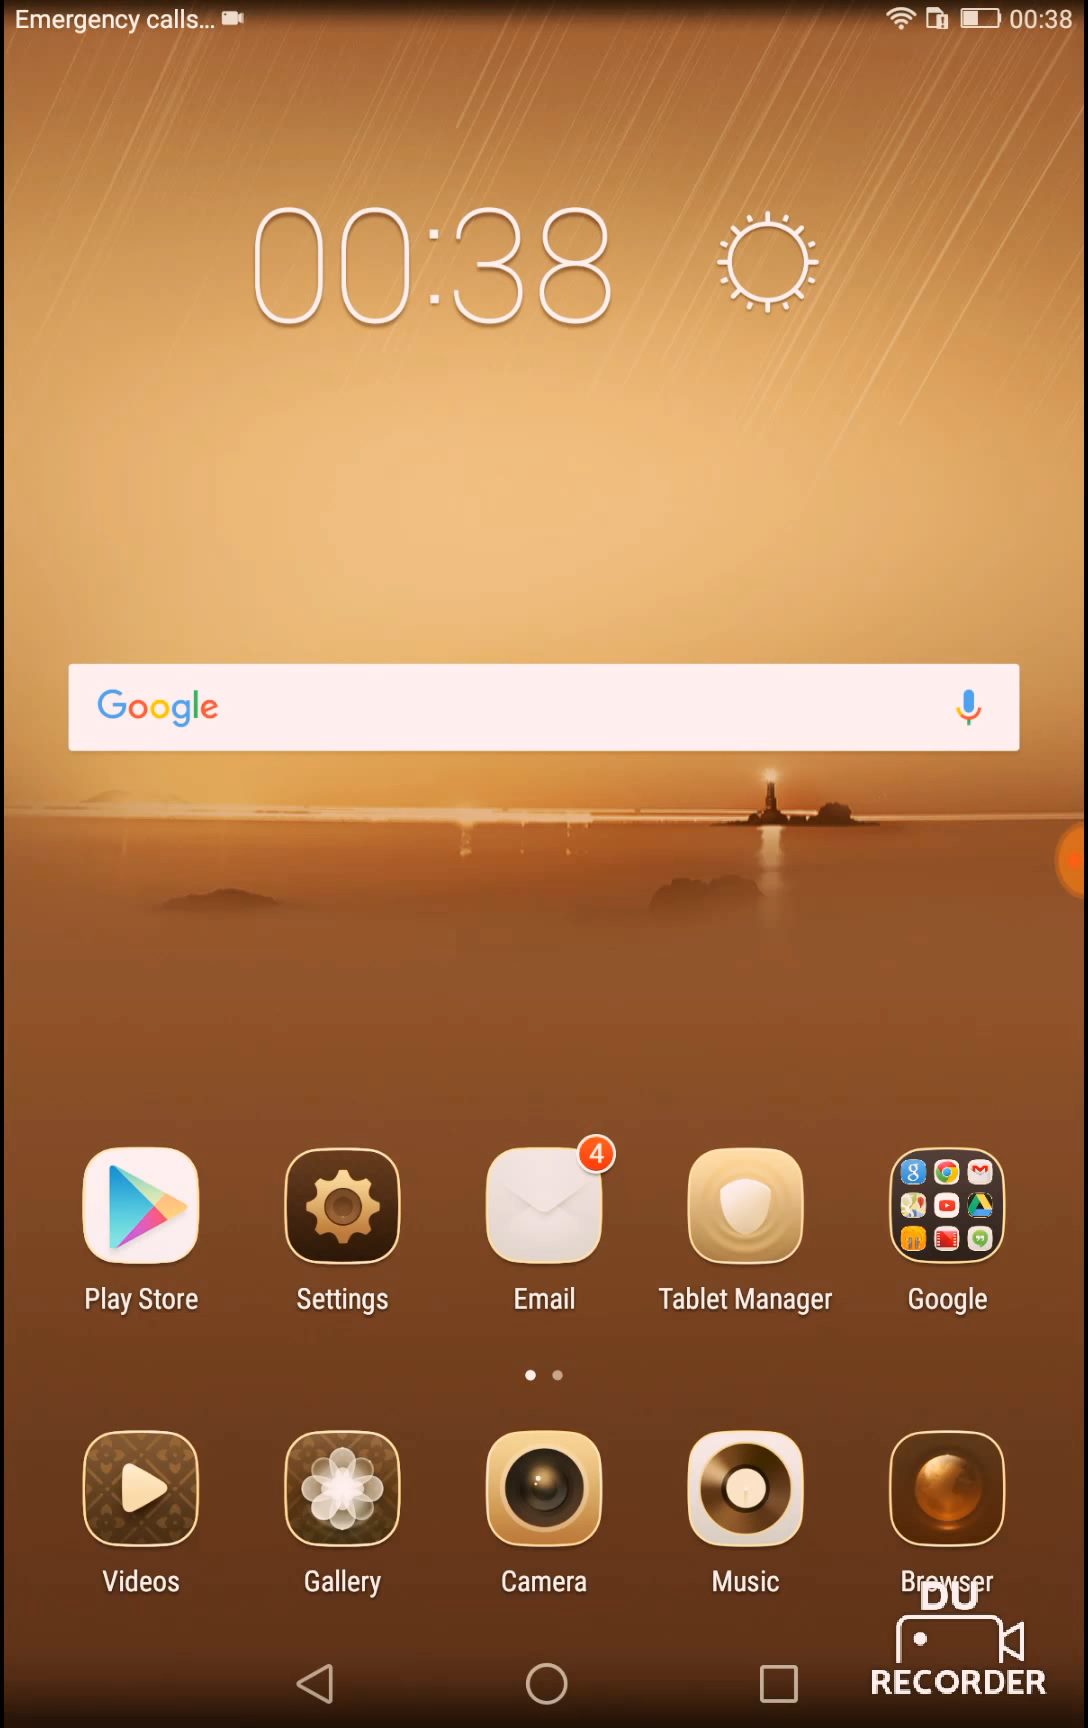 Emergency calls... 00:38
00:38
Google
4
Play Store Settings Email Tablet Manager Google
Videos Gallery Camera Music Browser
DU
RECORDER